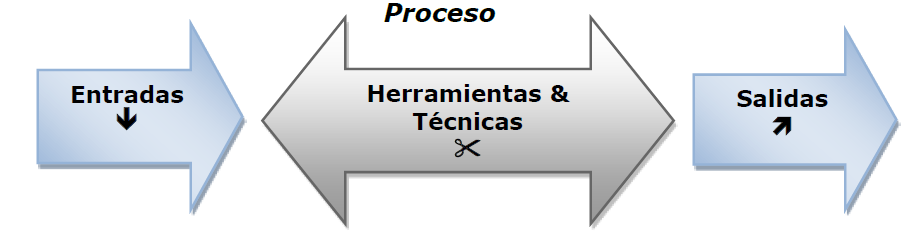 Proceso
Entradas
Herramientas &
Técnicas
Salidas